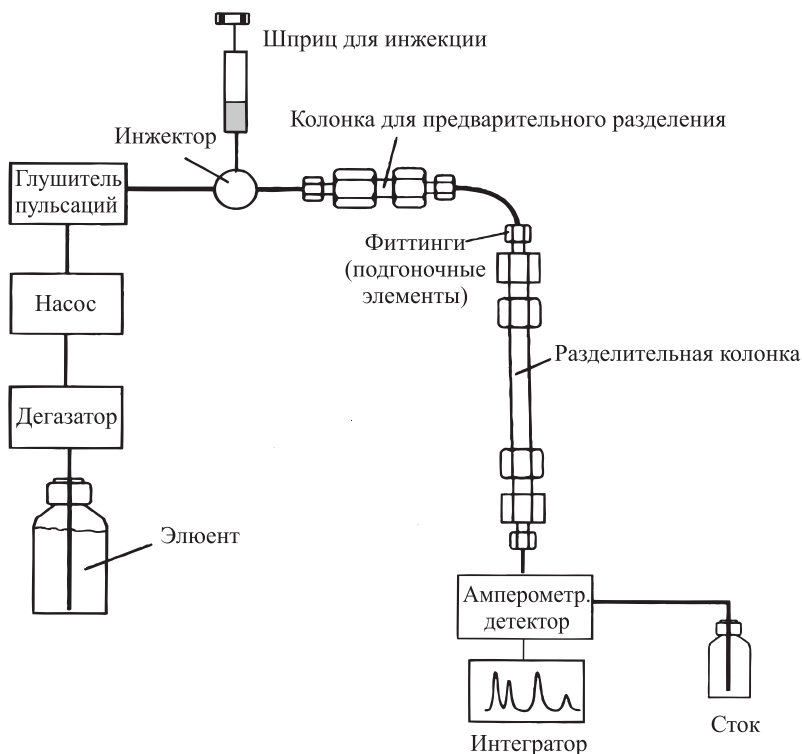 Шприц для инжекции
Колонка для предварительного разделения
Инжектор
Глушитель
пульсаций
Фиттинги
(подгоночные
элементы)
Насос
Разделительная колонка
Дегазатор
Элюент
Амперометр.
детектор
Сток
Интегратор